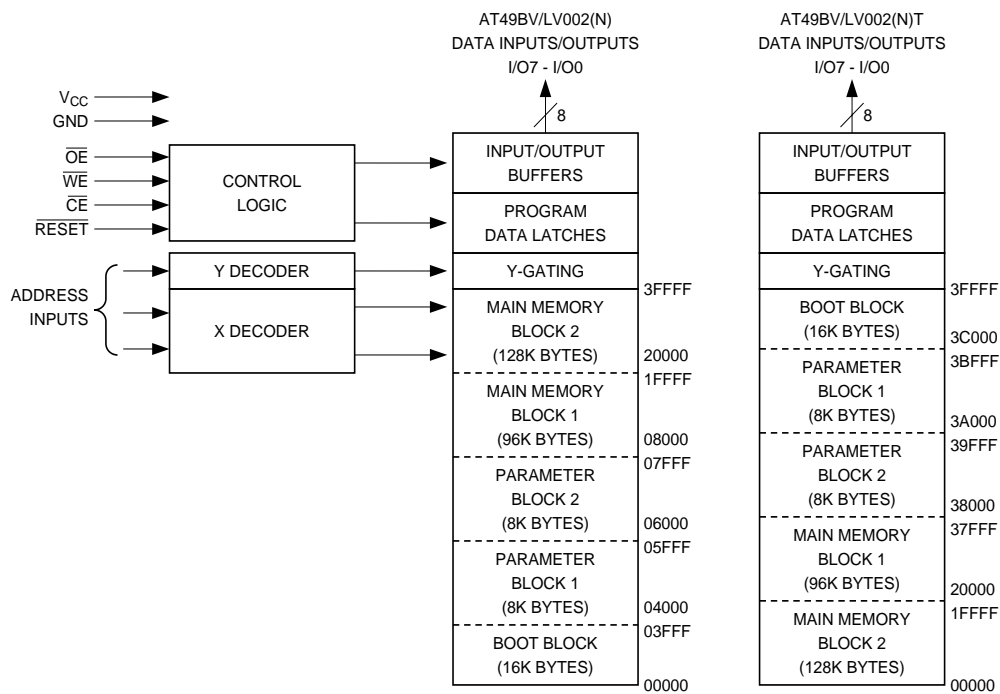 AT49BV/LV002(N)
DATA INPUTS/OUTPUTS
I/O7 - I/O0
8
AT49BV/LV002(N)T
DATA INPUTS/OUTPUTS
I/O7 - I/O0
8
VCC
GND
OE
WE
CE
RESET
ADDRESS
INPUTS
CONTROL
LOGIC
Y DECODER
X DECODER
INPUT/OUTPUT
BUFFERS
PROGRAM
DATA LATCHES
Y-GATING
3FFFF
MAIN MEMORY
BLOCK 2
(128K BYTES)
20000
1FFFF
MAIN MEMORY
BLOCK 1
(96K BYTES)
08000
07FFF
PARAMETER
BLOCK 2
(8K BYTES)
06000
05FFF
PARAMETER
BLOCK 1
(8K BYTES)
04000
03FFF
BOOT BLOCK
(16K BYTES)
00000
INPUT/OUTPUT
BUFFERS
PROGRAM
DATA LATCHES
Y-GATING
3FFFF
BOOT BLOCK
(16K BYTES)
3C000
3BFFF
PARAMETER
BLOCK 1
(8K BYTES)
3A000
39FFF
PARAMETER
BLOCK 2
(8K BYTES)
38000
37FFF
MAIN MEMORY
BLOCK 1
(96K BYTES)
20000
1FFFF
MAIN MEMORY
BLOCK 2
(128K BYTES)
00000